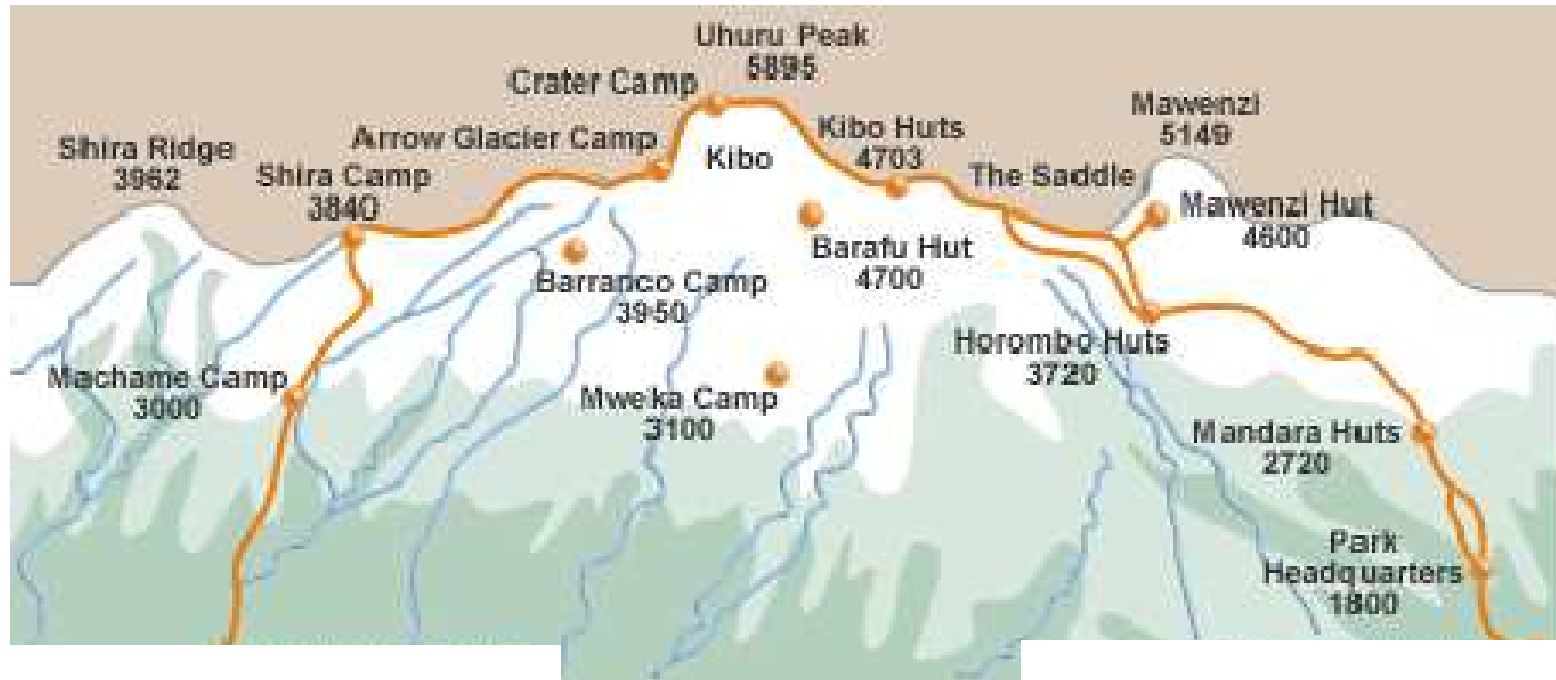 Uhuru Peak
5895
Crater Camp
Mawenzi
5149
Arrow Glacier Camp
Kibo Huts
4703
Shira Ridge
3962
Shira Camp
3840
Kibo
The Saddle
Mawenzi Hut
4600
Barafu Hut
4700
Barranco Camp
3950
Horombo Huts
3720
Machame Camp
3000
Mweka Camp
3100
Mandara Huts
2720
Park
Headquarters
1800